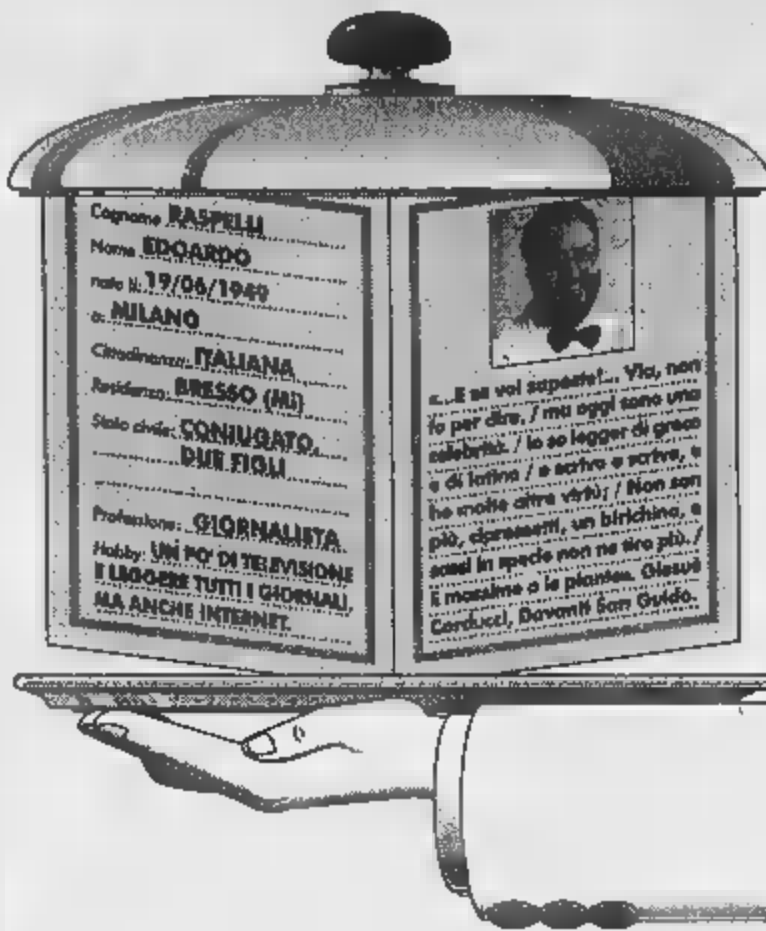 Cognome RASPELLI
Nome EDOARDO
nato il: 19/06/1949
a: MILANO
Cittadinanza: ITALIANA
Residenza: BRESSO (Mi)
Stato civile: CONIUGATO,
DUE FIGLI
Professione: GIORNALISTA
Hobby: UN PO' DI TELEVISIONE
E LEGGERE TUTTI I GIORNALI,
MA ANCHE INTERNET.
«...E se voi sapeste!... Via, non
fo per dire, / ma oggi sono una
celebrità. / Io so legger di greco
e di latino / e scrivo e scrivo, e
ho molte altre virtù; / Non son
più, cipressetti, un birichino, e
sassi in specie non ne tiro più. /
E massime a le piante». Giosuè
Carducci, Davanti San Guido.